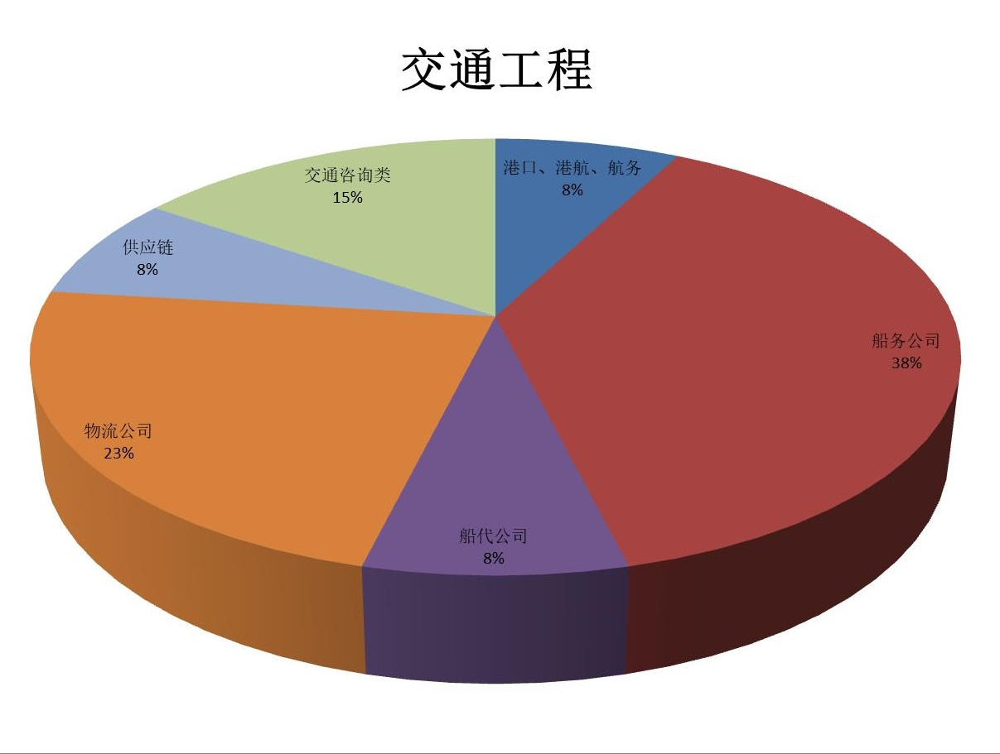 交通工程
港口、港航、航务
8%
交通咨询类
15%
供应链
8%
船务公司
38%
物流公司
23%
船代公司
8%